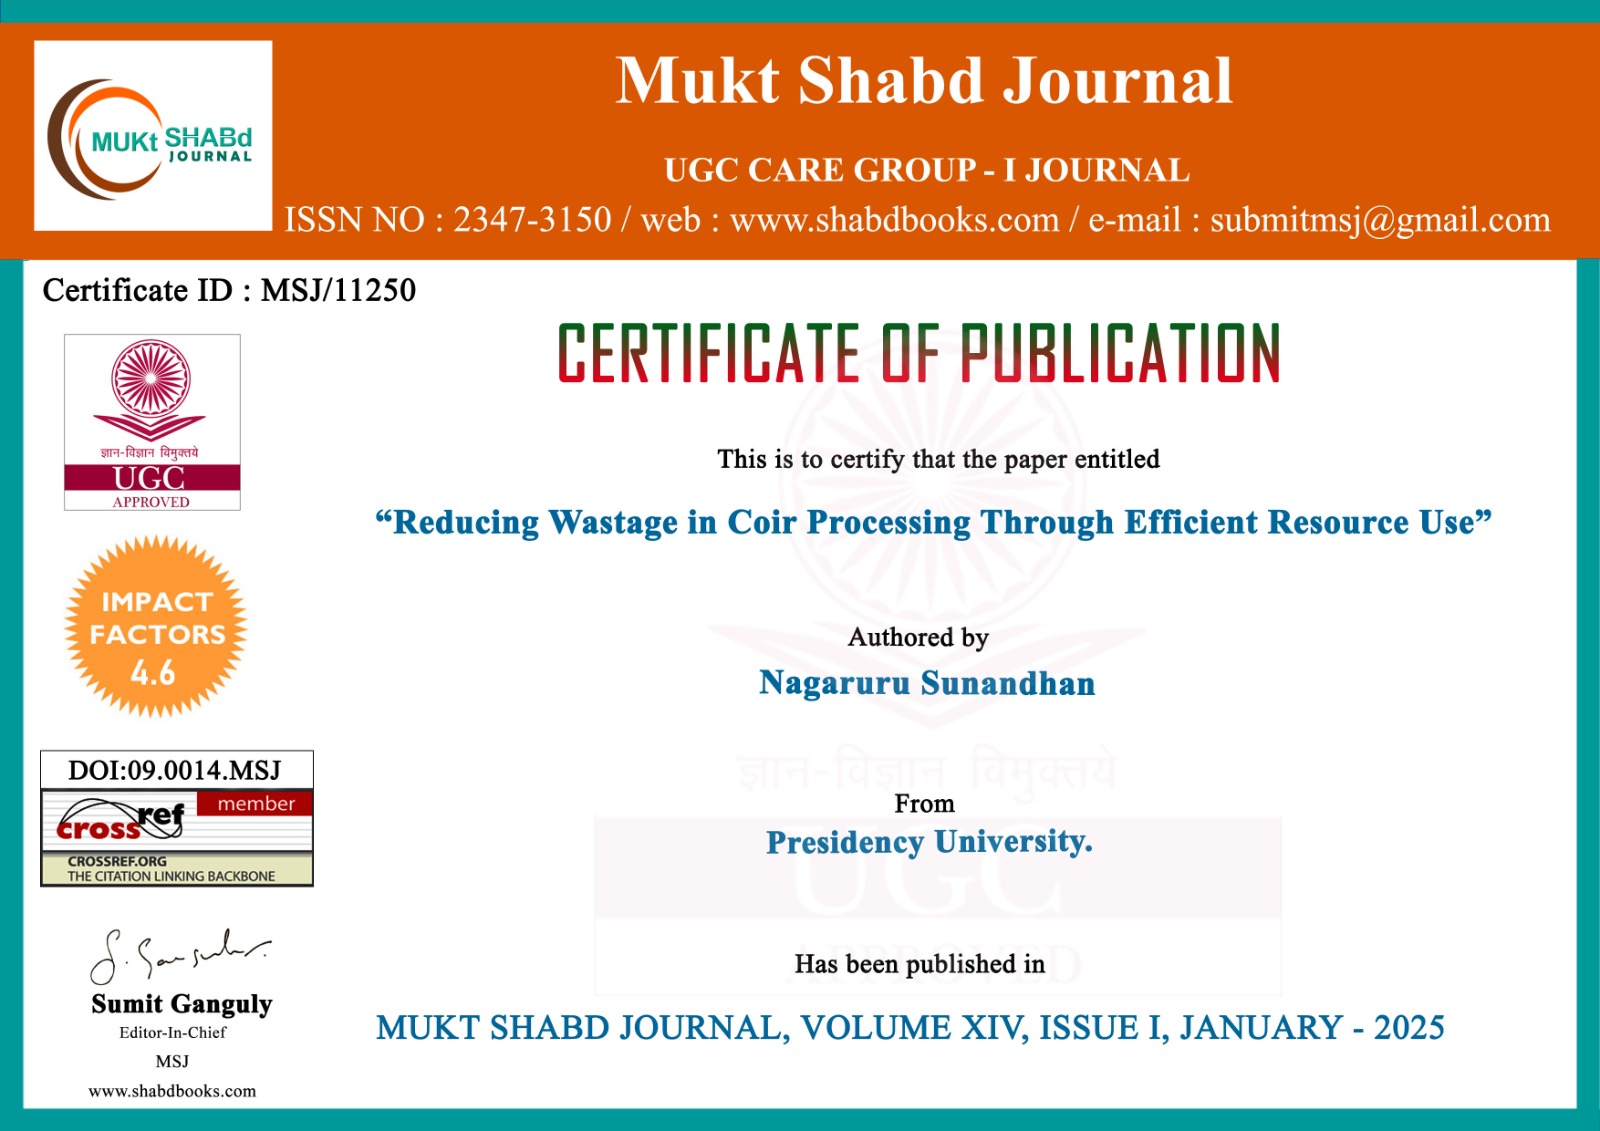 Mukt Shabd Journal
UGC CARE GROUP - I JOURNAL
ISSN NO : 2347-3150 / web : www.shabdbooks.com / e-mail : submitmsj@gmail.com
MUKt SHABd
JOURNAL
Certificate ID : MSJ/11250
ज्ञान-विज्ञान विमुक्तये
UGC
APPROVED
IMPACT
FACTORS
4.6
DOI:09.0014.MSJ
member
crossref
CROSSREF.ORG
THE CITATION LINKING BACKBONE
S. Ganguly
Sumit Ganguly
Editor-In-Chief
MSJ
www.shabdbooks.com
CERTIFICATE OF PUBLICATION
This is to certify that the paper entitled
“Reducing Wastage in Coir Processing Through Efficient Resource Use”
Authored by
Nagaruru Sunandhan
ज्ञान-विज्ञान विमुक्तये
From
Presidency University.
UGC
APPROVED
Has been published in
MUKT SHABD JOURNAL, VOLUME XIV, ISSUE I, JANUARY - 2025